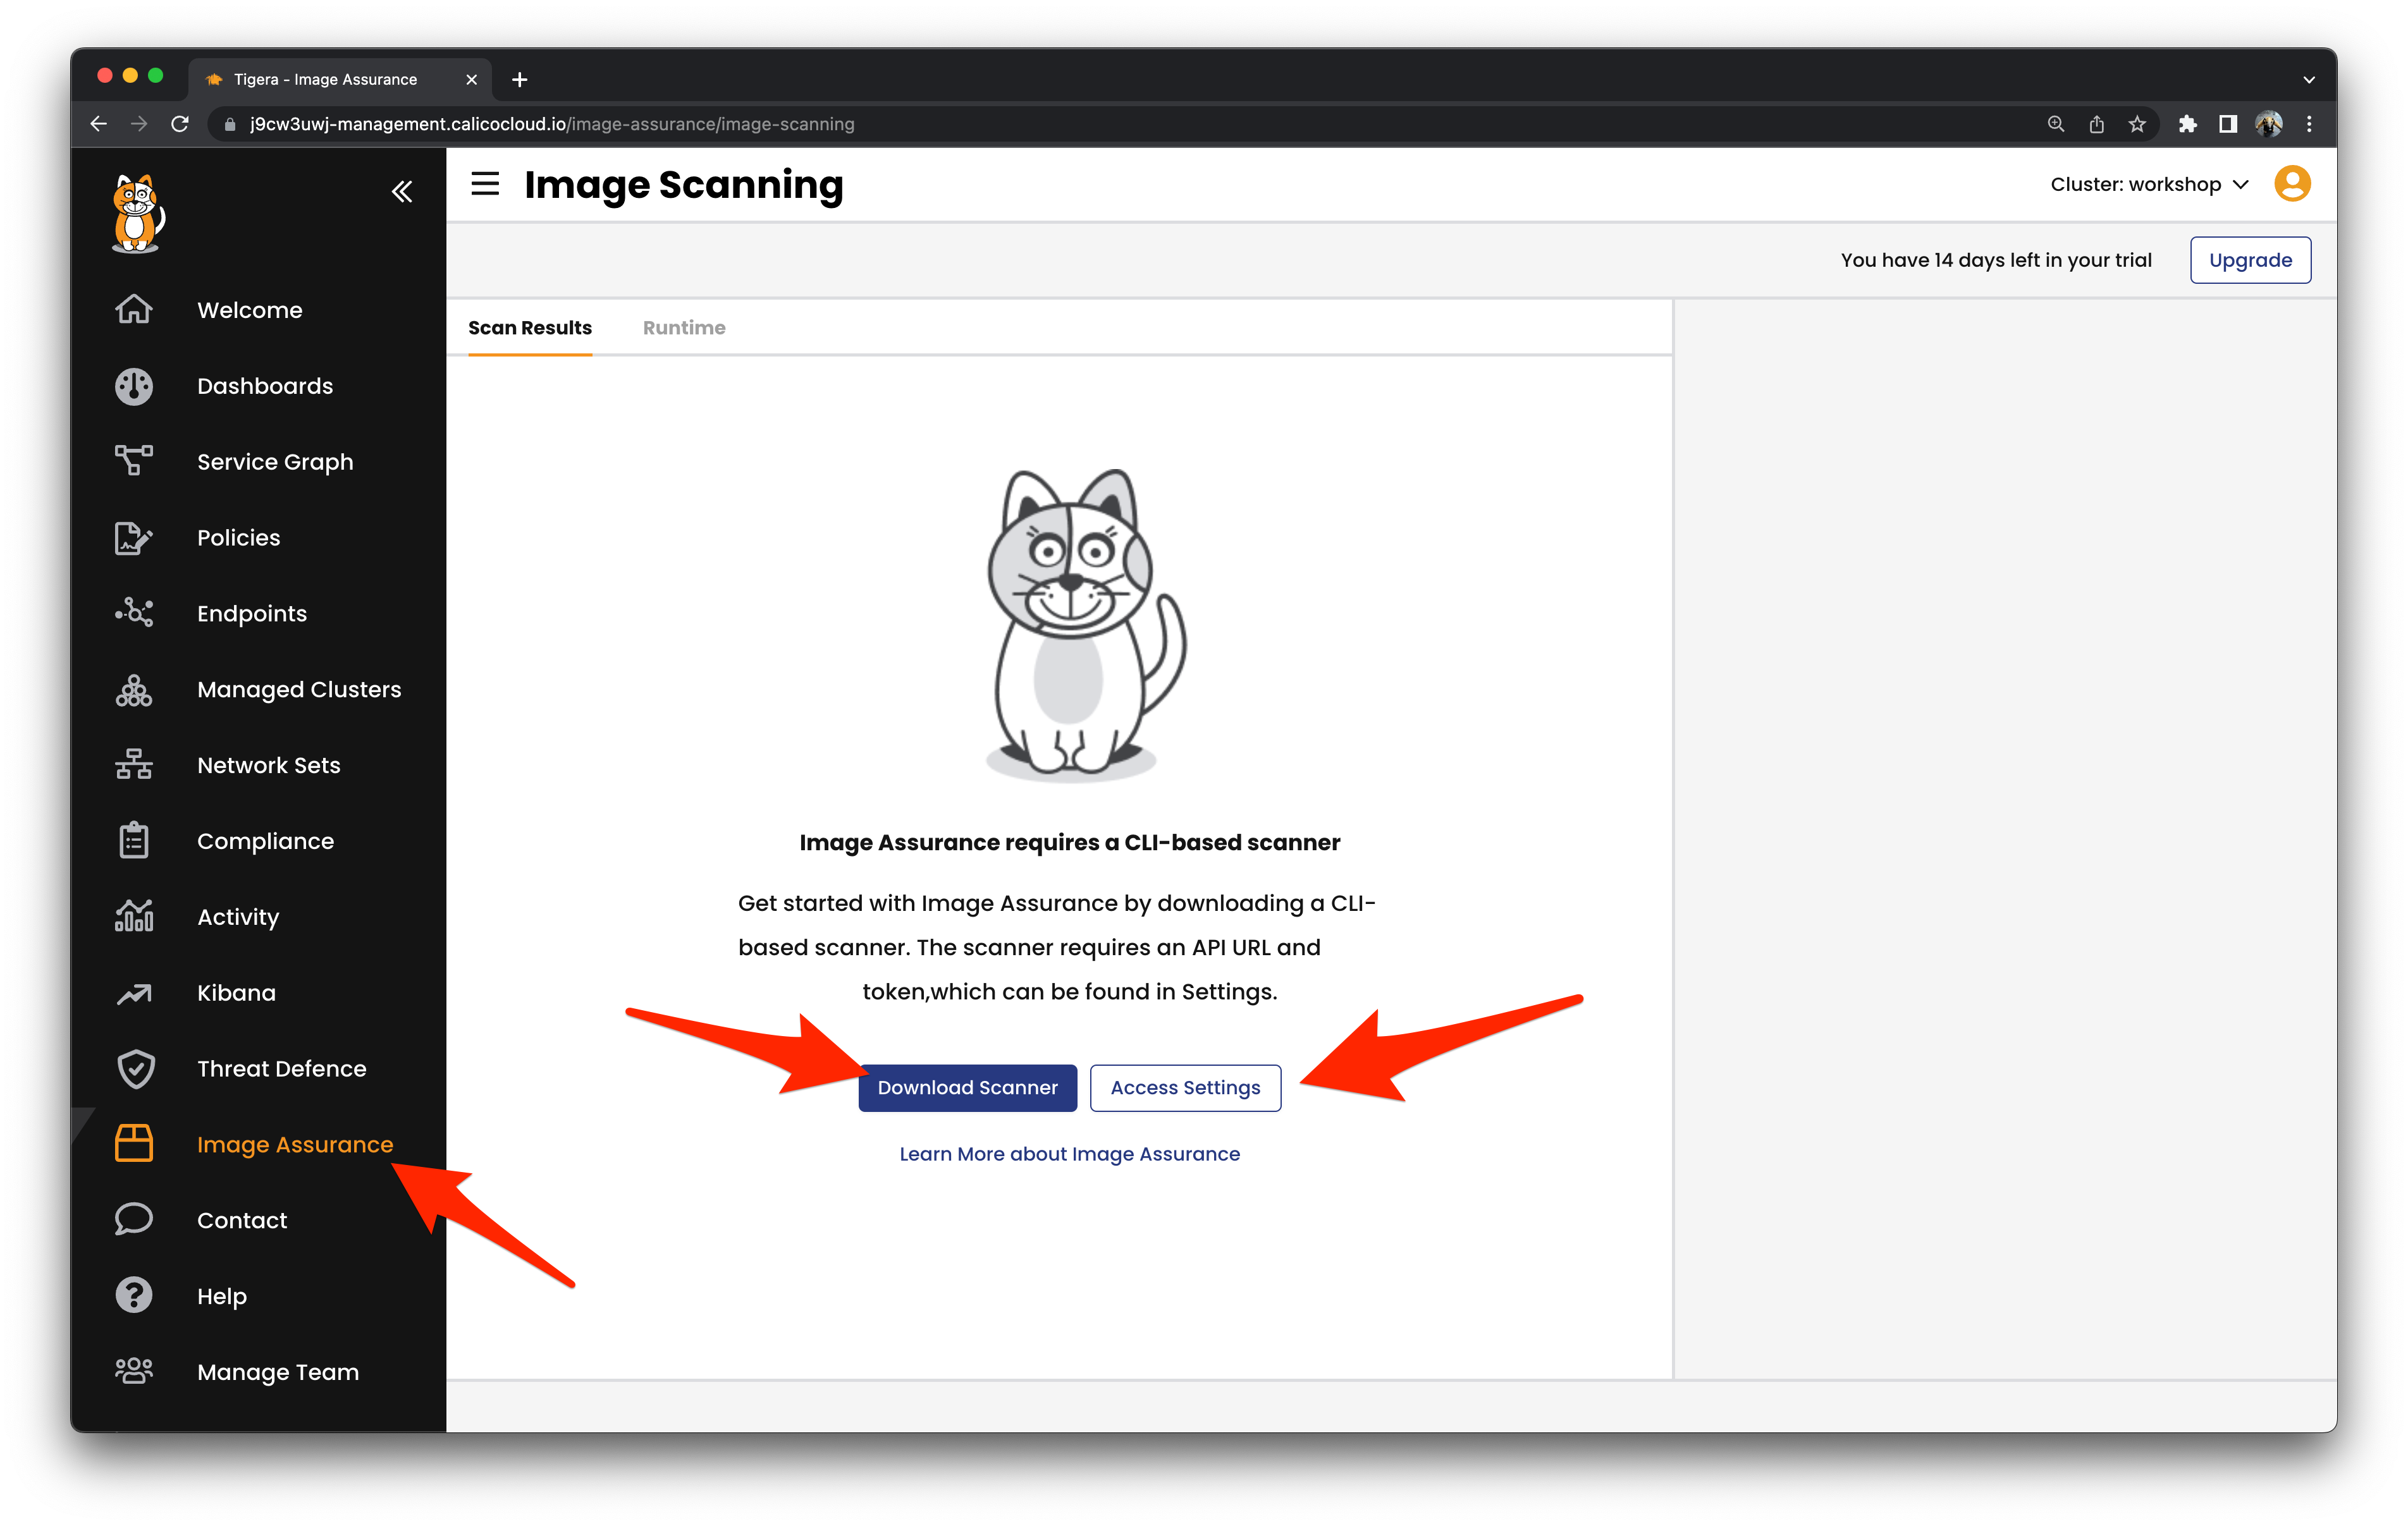 Tigera - Image Assurance
j9cw3uwj-management.calicocloud.io/image-assurance/image-scanning
Image Scanning
Cluster: workshop
You have 14 days left in your trial
Upgrade
Welcome
Dashboards
Service Graph
Policies
Endpoints
Managed Clusters
Network Sets
Compliance
Activity
Kibana
Threat Defence
Image Assurance
Contact
Help
Manage Team
Scan Results
Runtime
Image Assurance requires a CLI-based scanner
Get started with Image Assurance by downloading a CLI-
based scanner. The scanner requires an API URL and
token,which can be found in Settings.
Download Scanner
Access Settings
Learn More about Image Assurance